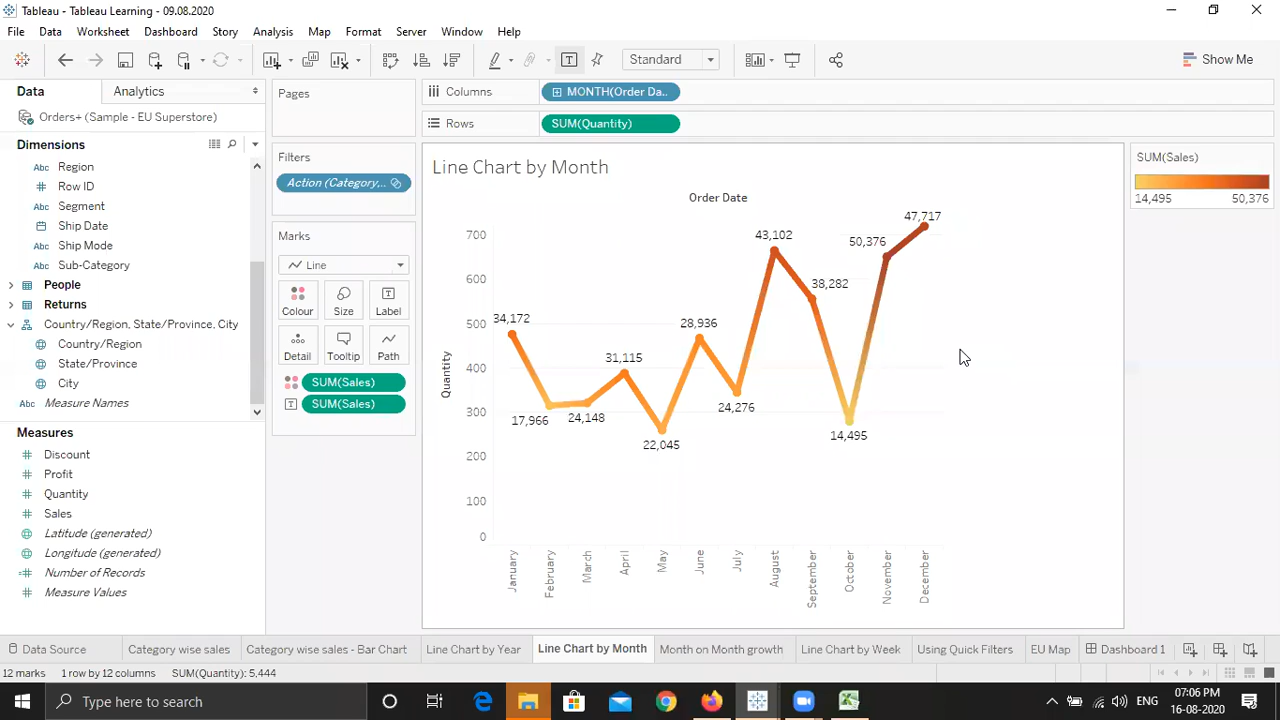 Tableau - Tableau Learning - 09.08.2020
File Data Worksheet Dashboard Story Analysis Map Format Server Window Help
Standard
Show Me
Data Analytics
Orders+ (Sample - EU Superstore)
Dimensions
Abc Region
Row ID
Abc Segment
Ship Date
Abc Ship Mode
Abc Sub-Category
People
Returns
Country/Region, State/Province, City
Country/Region
State/Province
City
Abc Measure Names
Measures
Discount
Profit
Quantity
Sales
Latitude (generated)
Longitude (generated)
Number of Records
Measure Values
Pages
Filters
Action (Category,..
Marks
Line
Colour Size Label
Detail Tooltip Path
SUM(Sales)
SUM(Sales)
Columns MONTH(Order Da..
Rows SUM(Quantity)
Line Chart by Month
Order Date
Quantity
700
600
500
400
300
200
100
0
34,172
17,966
24,148
31,115
22,045
28,936
24,276
43,102
38,282
14,495
50,376
47,717
January
February
March
April
May
June
July
August
September
October
November
December
SUM(Sales)
14,495 50,376
Data Source Category wise sales Category wise sales - Bar Chart Line Chart by Year Line Chart by Month Month on Month growth Line Chart by Week Using Quick Filters EU Map Dashboard 1
12 marks 1 row by 12 columns SUM(Quantity): 5,444
Type here to search
ENG
07:06 PM
16-08-2020